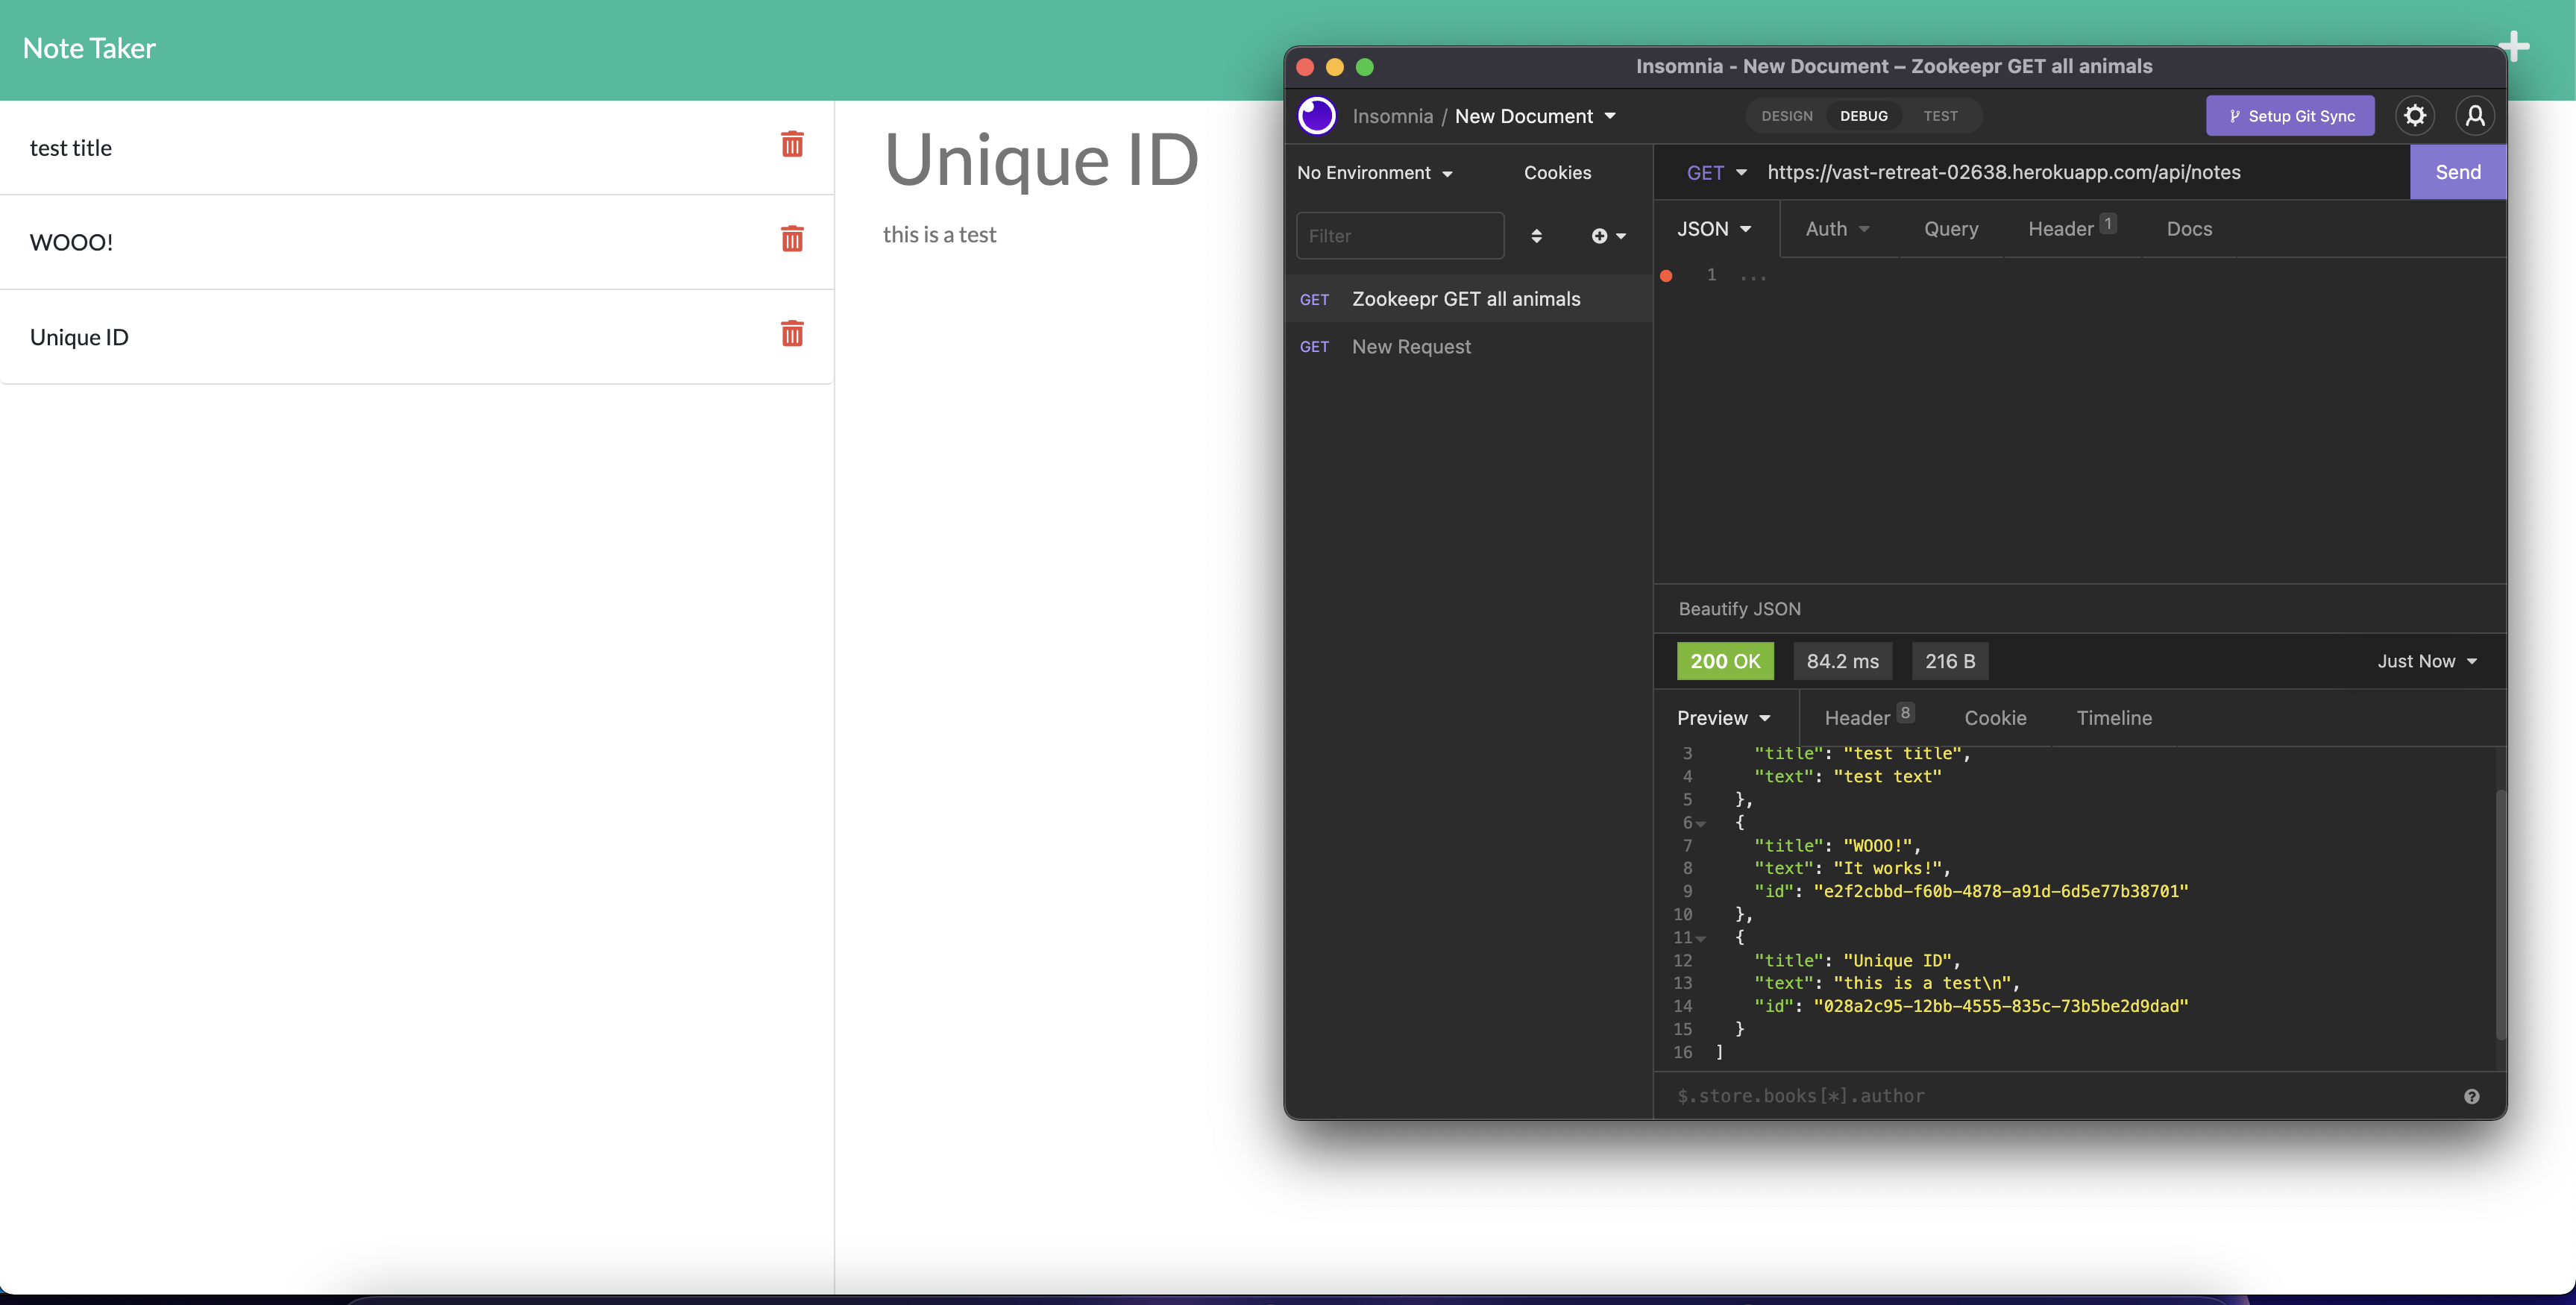 Note Taker
test title
WOOO!
Unique ID
Unique ID
this is a test
Insomnia - New Document – Zookeepr GET all animals
Insomnia / New Document
DESIGN DEBUG TEST
Setup Git Sync
No Environment Cookies
Filter
GET Zookeepr GET all animals
GET New Request
GET https://vast-retreat-02638.herokuapp.com/api/notes Send
JSON Auth Query Header 1 Docs
1 ...
Beautify JSON
200 OK 84.2 ms 216 B Just Now
Preview Header 8 Cookie Timeline
3 "title": "test title",
4 "text": "test text"
5 },
6 {
7 "title": "WOOO!",
8 "text": "It works!",
9 "id": "e2f2cbbd-f60b-4878-a91d-6d5e77b38701"
10 },
11 {
12 "title": "Unique ID",
13 "text": "this is a test\n",
14 "id": "028a2c95-12bb-4555-835c-73b5be2d9dad"
15 }
16 ]
$.store.books[*].author